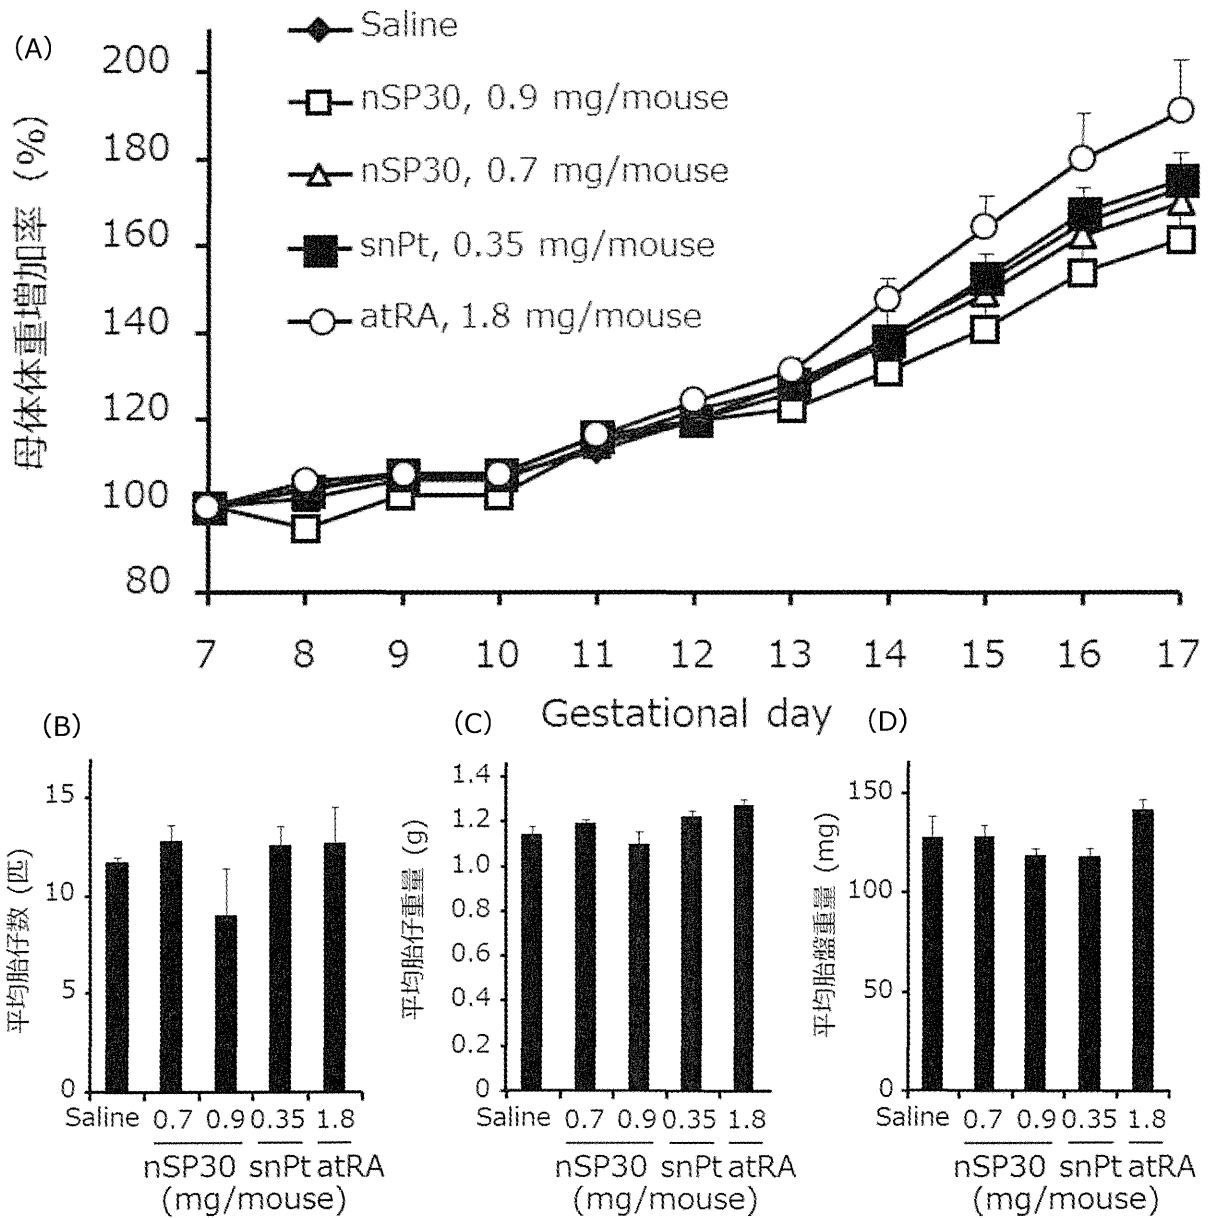 (A)
Saline
nSP30, 0.9 mg/mouse
nSP30, 0.7 mg/mouse
snPt, 0.35 mg/mouse
atRA, 1.8 mg/mouse
母体体重増加率 (%)
200
180
160
140
120
100
80
7 8 9 10 11 12 13 14 15 16 17
Gestational day
(B)
平均胎仔数 (匹)
15
10
5
0
Saline 0.7 0.9 0.35 1.8
nSP30 snPt atRA
(mg/mouse)
(C)
平均胎仔重量 (g)
1.4
1.2
1.0
0.8
0.6
0.4
0.2
0
Saline 0.7 0.9 0.35 1.8
nSP30 snPt atRA
(mg/mouse)
(D)
平均胎盤重量 (mg)
150
100
50
0
Saline 0.7 0.9 0.35 1.8
nSP30 snPt atRA
(mg/mouse)